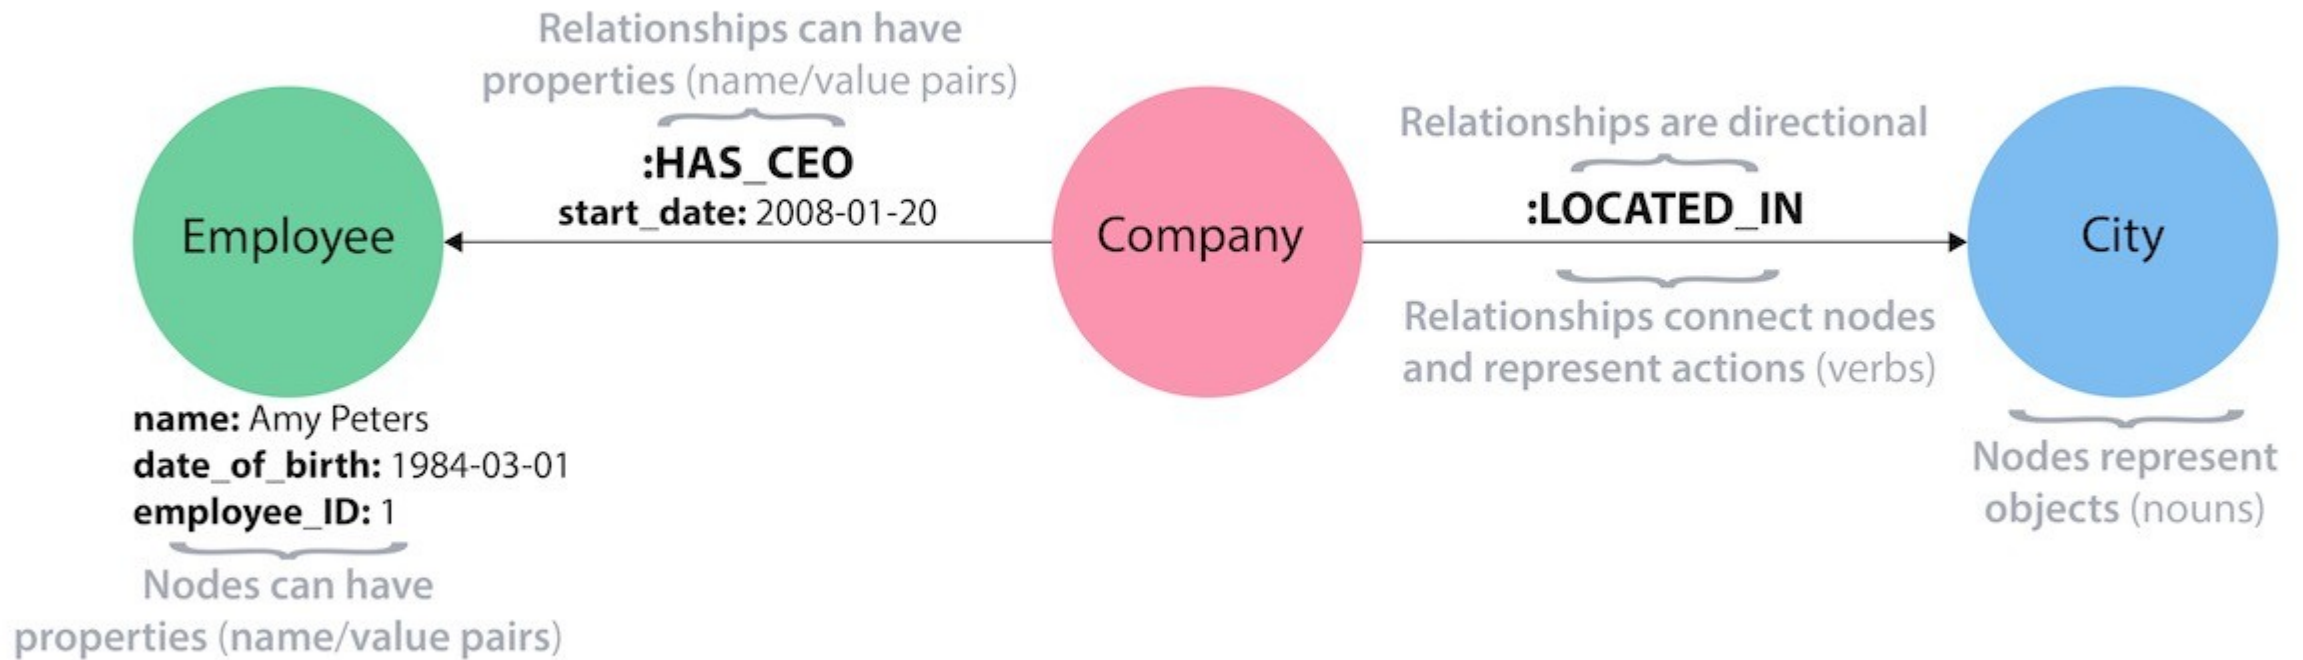 Relationships can have
properties (name/value pairs)
:HAS_CEO
start_date: 2008-01-20
Relationships are directional
:LOCATED_IN
Employee
Company
City
Relationships connect nodes
and represent actions (verbs)
name: Amy Peters
date_of_birth: 1984-03-01
employee_ID: 1
Nodes represent
objects (nouns)
Nodes can have
properties (name/value pairs)